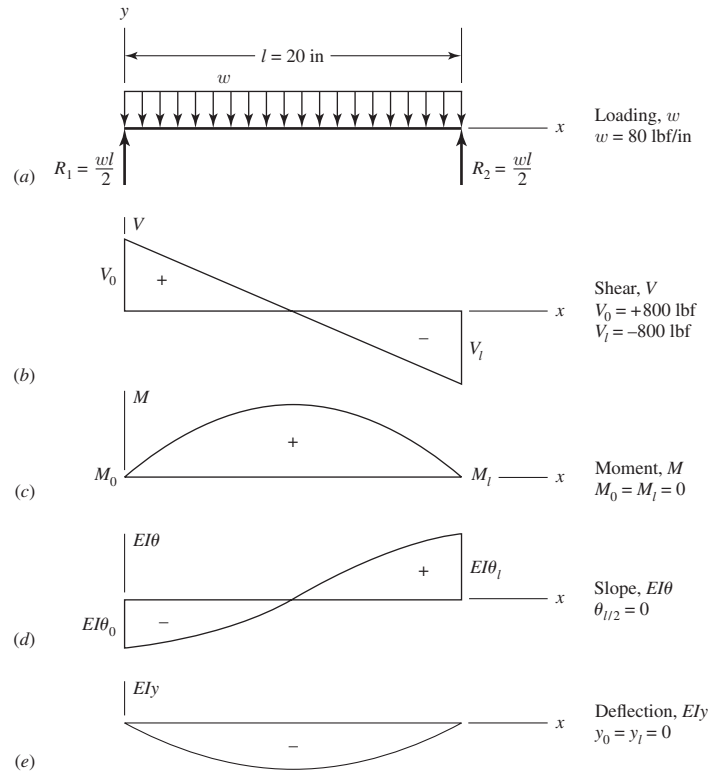 y
l = 20 in
w
x
Loading, w
w = 80 lbf/in
(a)
R₁ = wl/2
R₂ = wl/2
V
V₀
+
x
Shear, V
V₀ = +800 lbf
Vₗ = –800 lbf
–
Vₗ
(b)
M
+
M₀
Mₗ
x
Moment, M
M₀ = Mₗ = 0
(c)
EIθ
+
EIθₗ
x
Slope, EIθ
θₗ/₂ = 0
EIθ₀
–
(d)
EIy
x
Deflection, EIy
y₀ = yₗ = 0
–
(e)